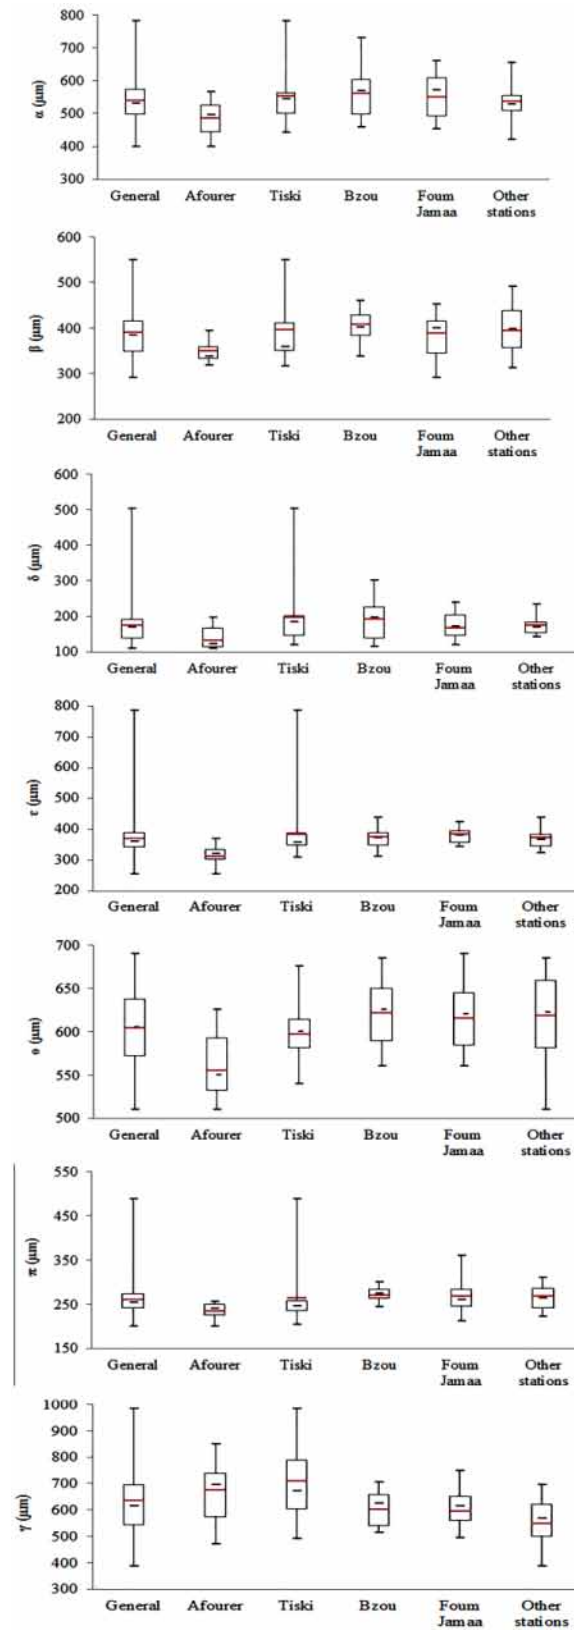 800
700
600
500
400
300
α (μm)
General Afourer Tiski Bzou Foum Other
Jamaa stations
600
500
400
300
200
β (μm)
General Afourer Tiski Bzou Foum Other
Jamaa stations
600
500
400
300
200
100
δ (μm)
General Afourer Tiski Bzou Foum Other
Jamaa stations
800
700
600
500
400
300
200
ε (μm)
General Afourer Tiski Bzou Foum Other
Jamaa stations
700
650
600
550
500
(μm)
General Afourer Tiski Bzou Foum Other
Jamaa stations
550
450
350
250
150
π (μm)
General Afourer Tiski Bzou Foum Other
Jamaa stations
1000
900
800
700
600
500
400
300
γ (μm)
General Afourer Tiski Bzou Foum Other
Jamaa stations